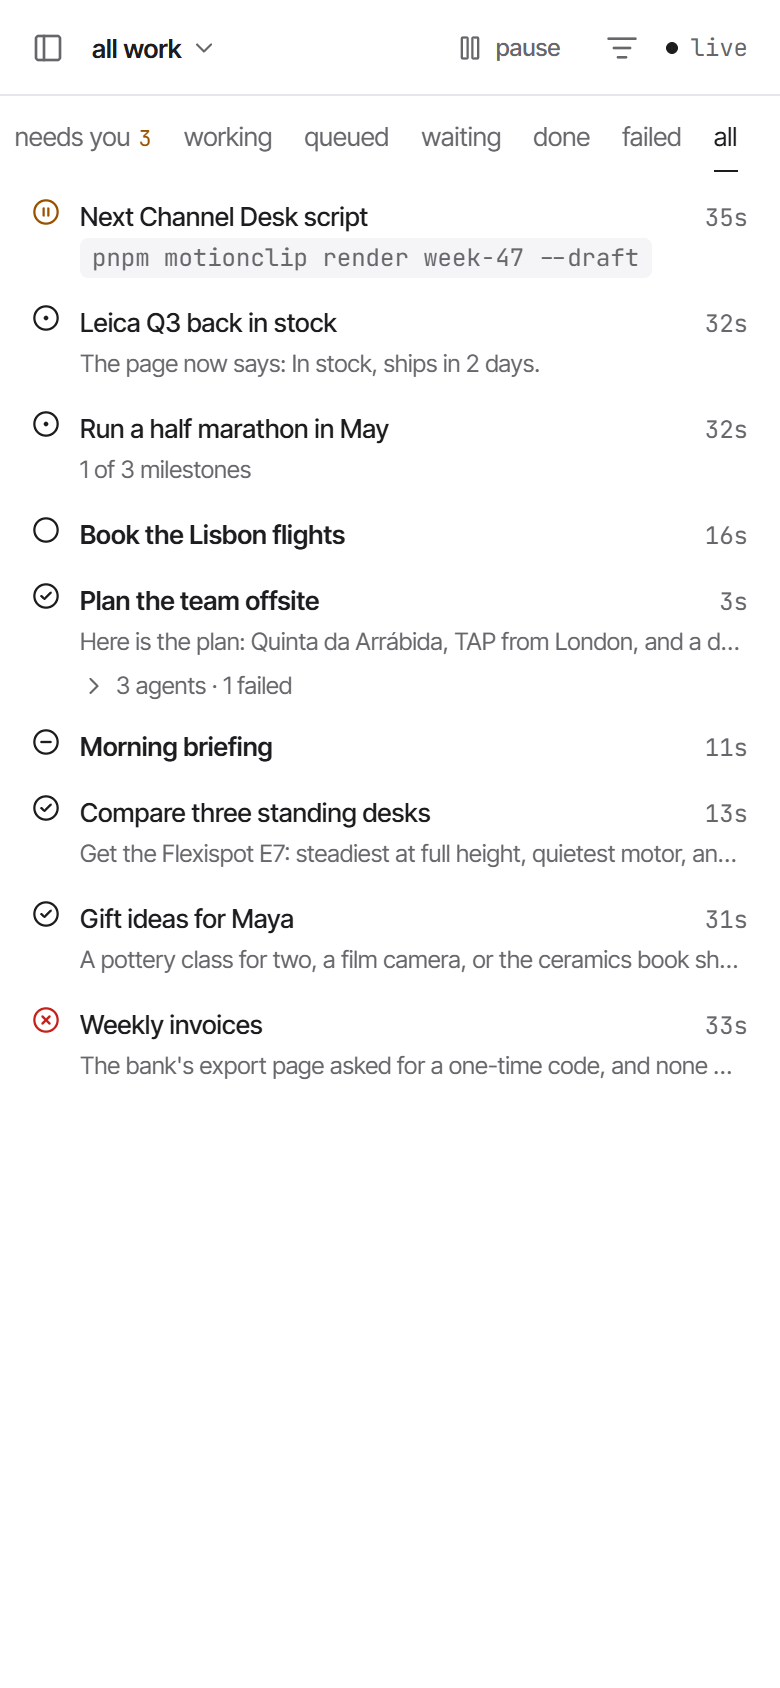 all work
pause
live
needs you 3 working queued waiting done failed all
Next Channel Desk script 35s
pnpm motionclip render week-47 --draft
Leica Q3 back in stock 32s
The page now says: In stock, ships in 2 days.
Run a half marathon in May 32s
1 of 3 milestones
Book the Lisbon flights 16s
Plan the team offsite 3s
Here is the plan: Quinta da Arrábida, TAP from London, and a d...
3 agents · 1 failed
Morning briefing 11s
Compare three standing desks 13s
Get the Flexispot E7: steadiest at full height, quietest motor, an...
Gift ideas for Maya 31s
A pottery class for two, a film camera, or the ceramics book sh...
Weekly invoices 33s
The bank's export page asked for a one-time code, and none ...